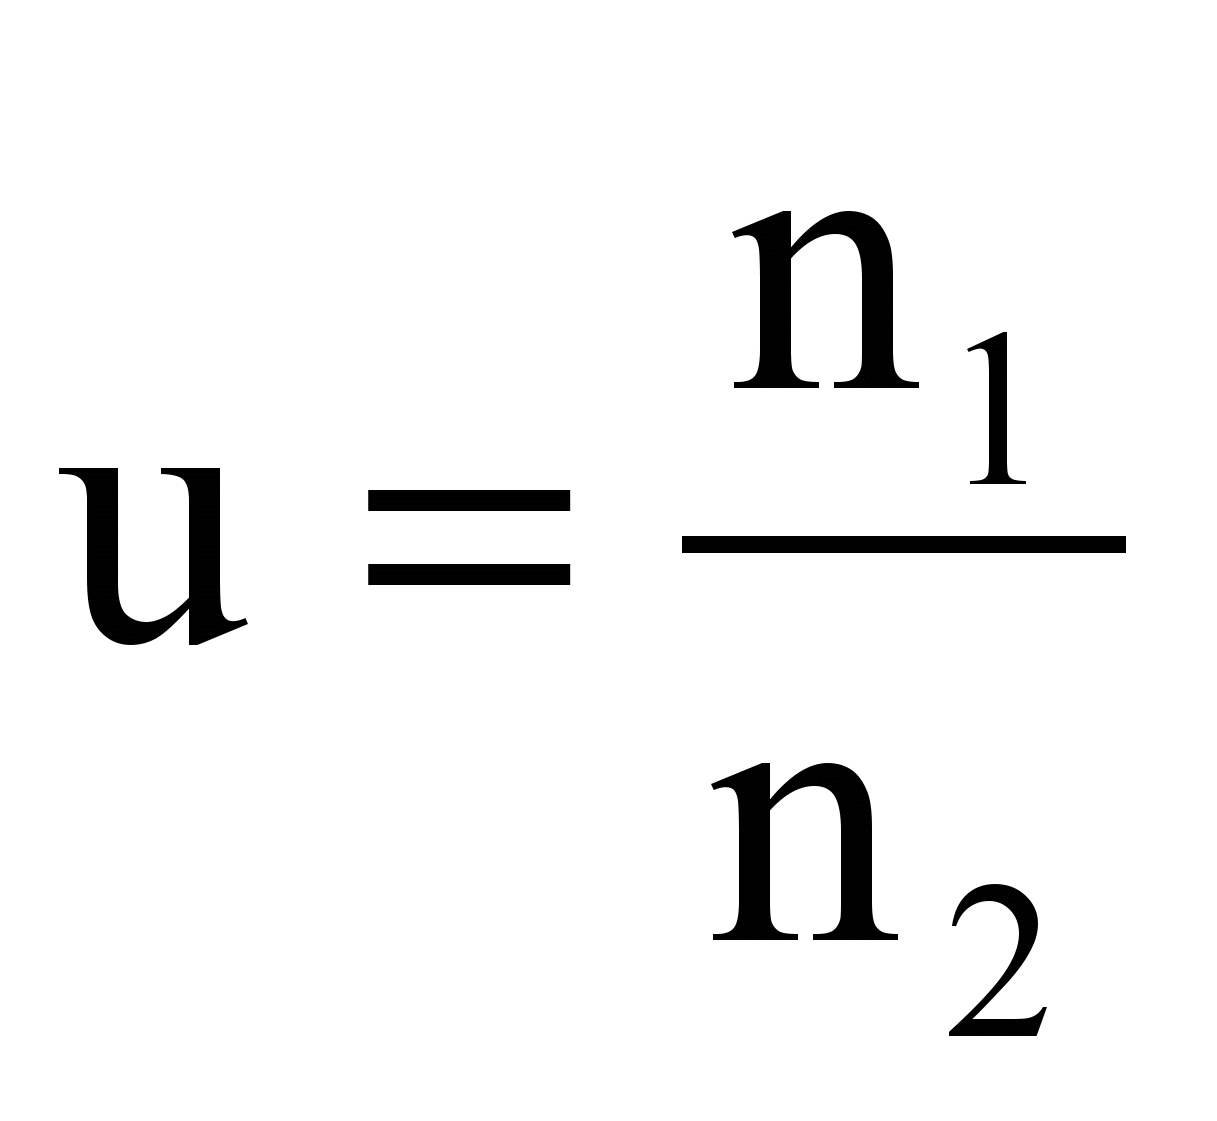 u = n₁ / n₂